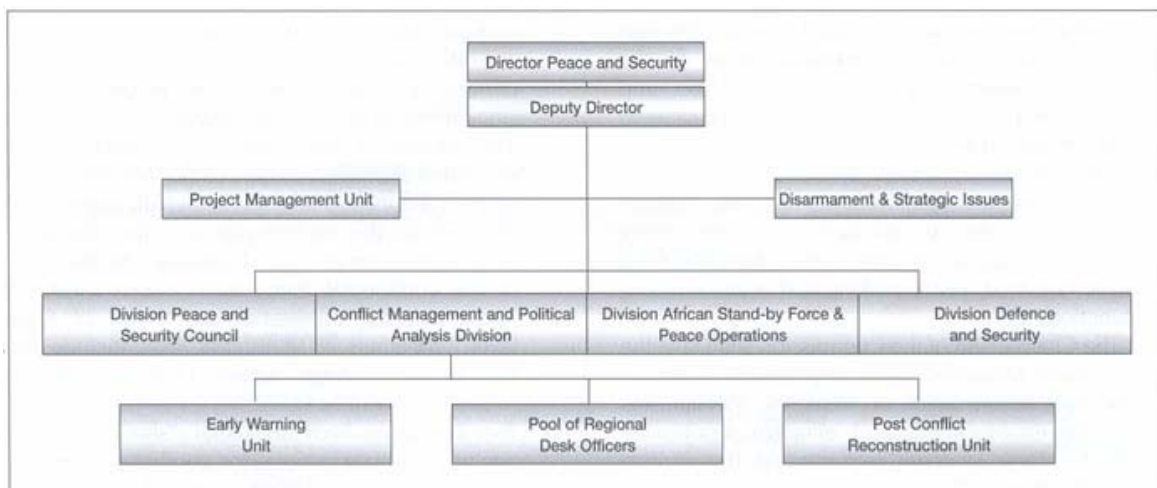 Director Peace and Security
Deputy Director
Project Management Unit
Disarmament & Strategic Issues
Division Peace and
Security Council
Conflict Management and Political
Analysis Division
Division African Stand-by Force &
Peace Operations
Division Defence
and Security
Early Warning
Unit
Pool of Regional
Desk Officers
Post Conflict
Reconstruction Unit